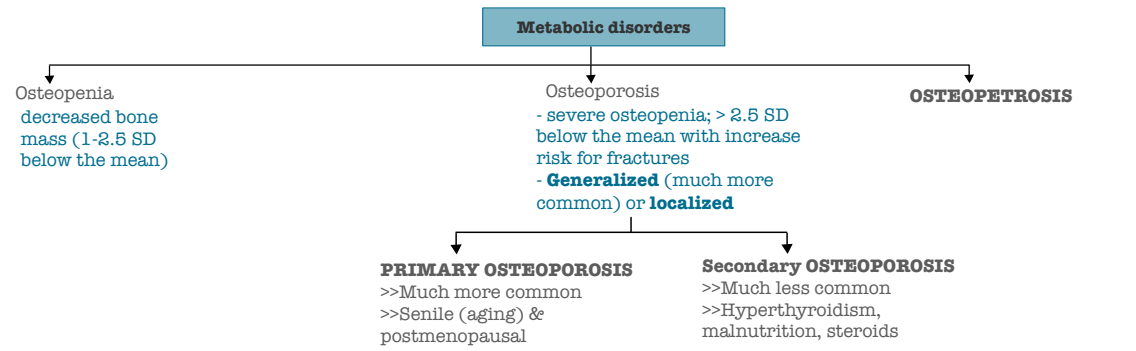 Metabolic disorders
Osteopenia
decreased bone
mass (1-2.5 SD
below the mean)
Osteoporosis
- severe osteopenia; > 2.5 SD
below the mean with increase
risk for fractures
- Generalized (much more
common) or localized
OSTEOPETROSIS
PRIMARY OSTEOPOROSIS
>>Much more common
>>Senile (aging) &
postmenopausal
Secondary OSTEOPOROSIS
>>Much less common
>>Hyperthyroidism,
malnutrition, steroids